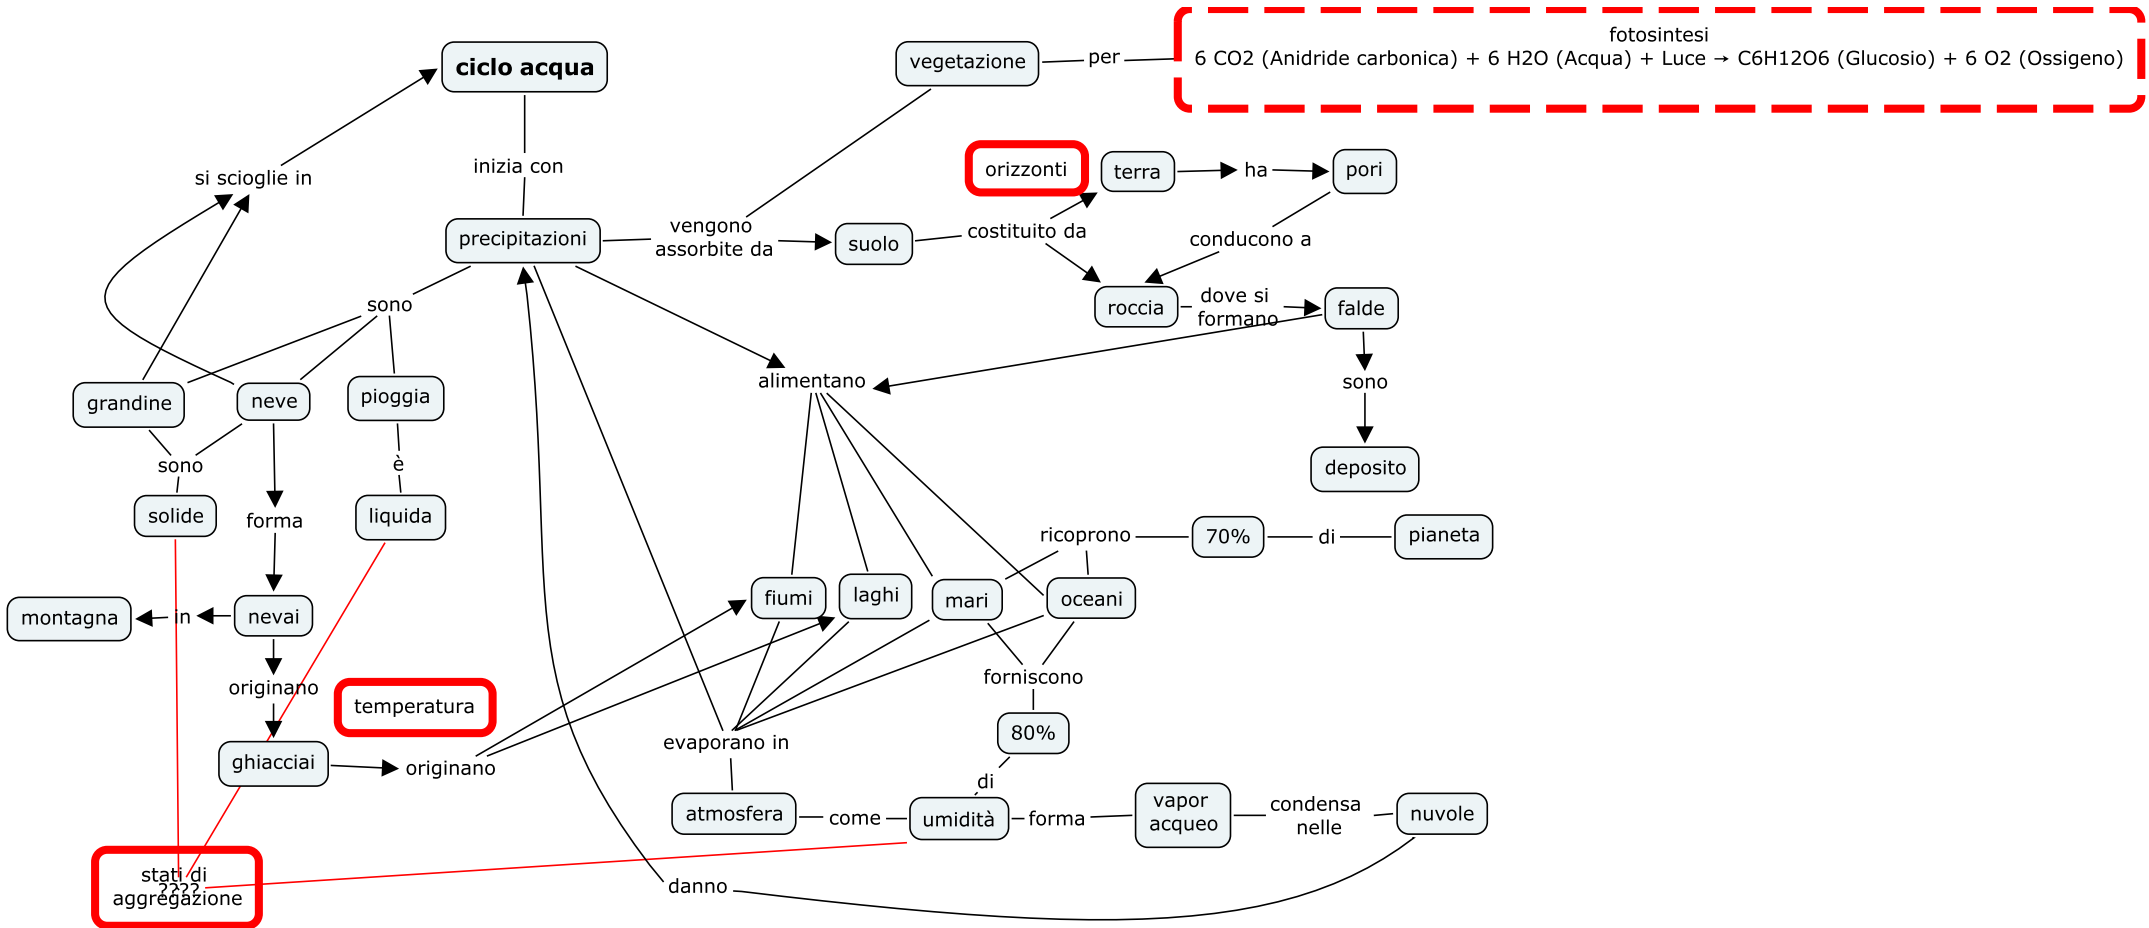 fotosintesi
6 CO2 (Anidride carbonica) + 6 H2O (Acqua) + Luce → C6H12O6 (Glucosio) + 6 O2 (Ossigeno)
ciclo acqua
vegetazione
per
inizia con
si scioglie in
orizzonti
terra
ha
pori
precipitazioni
vengono
assorbite da
suolo
costituito da
conducono a
sono
roccia
dove si
formano
falde
alimentano
sono
grandine
neve
pioggia
sono
è
deposito
solide
forma
liquida
ricoprono
70%
di
pianeta
montagna
in
nevai
fiumi
laghi
mari
oceani
originano
temperatura
forniscono
ghiacciai
originano
evaporano in
80%
di
atmosfera
come
umidità
forma
vapor
acqueo
condensa
nelle
nuvole
stati di
????
aggregazione
danno